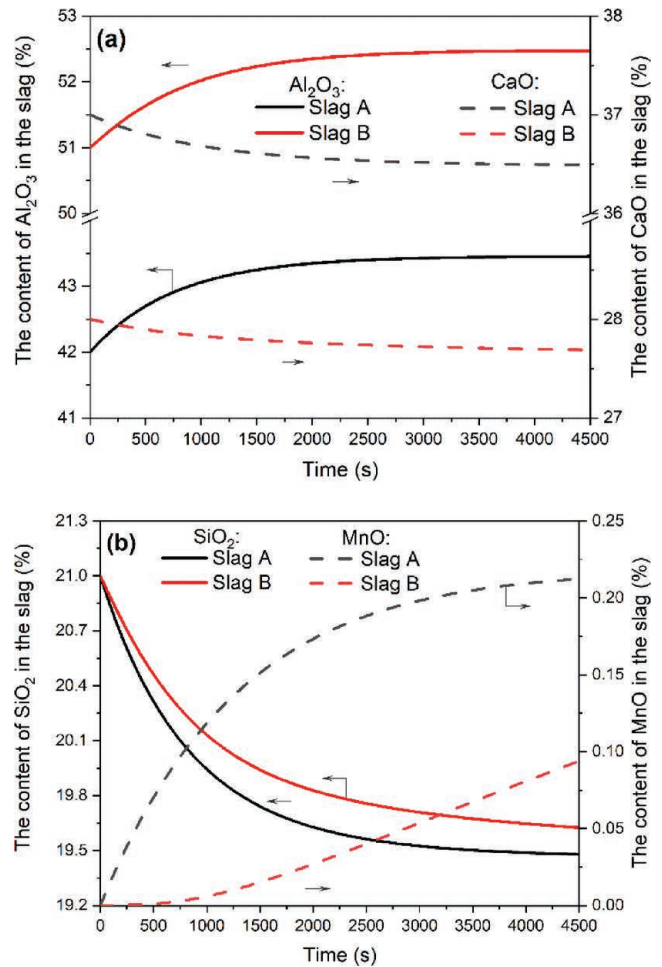 (a)
The content of Al₂O₃ in the slag (%)
53
52
51
50
43
42
41
Al₂O₃: CaO:
Slag A Slag A
Slag B Slag B
38
37
36
28
27
The content of CaO in the slag (%)
0 500 1000 1500 2000 2500 3000 3500 4000 4500
Time (s)
(b)
The content of SiO₂ in the slag (%)
21.3
21.0
20.7
20.4
20.1
19.8
19.5
19.2
SiO₂: MnO:
Slag A Slag A
Slag B Slag B
0.25
0.20
0.15
0.10
0.05
0.00
The content of MnO in the slag (%)
0 500 1000 1500 2000 2500 3000 3500 4000 4500
Time (s)